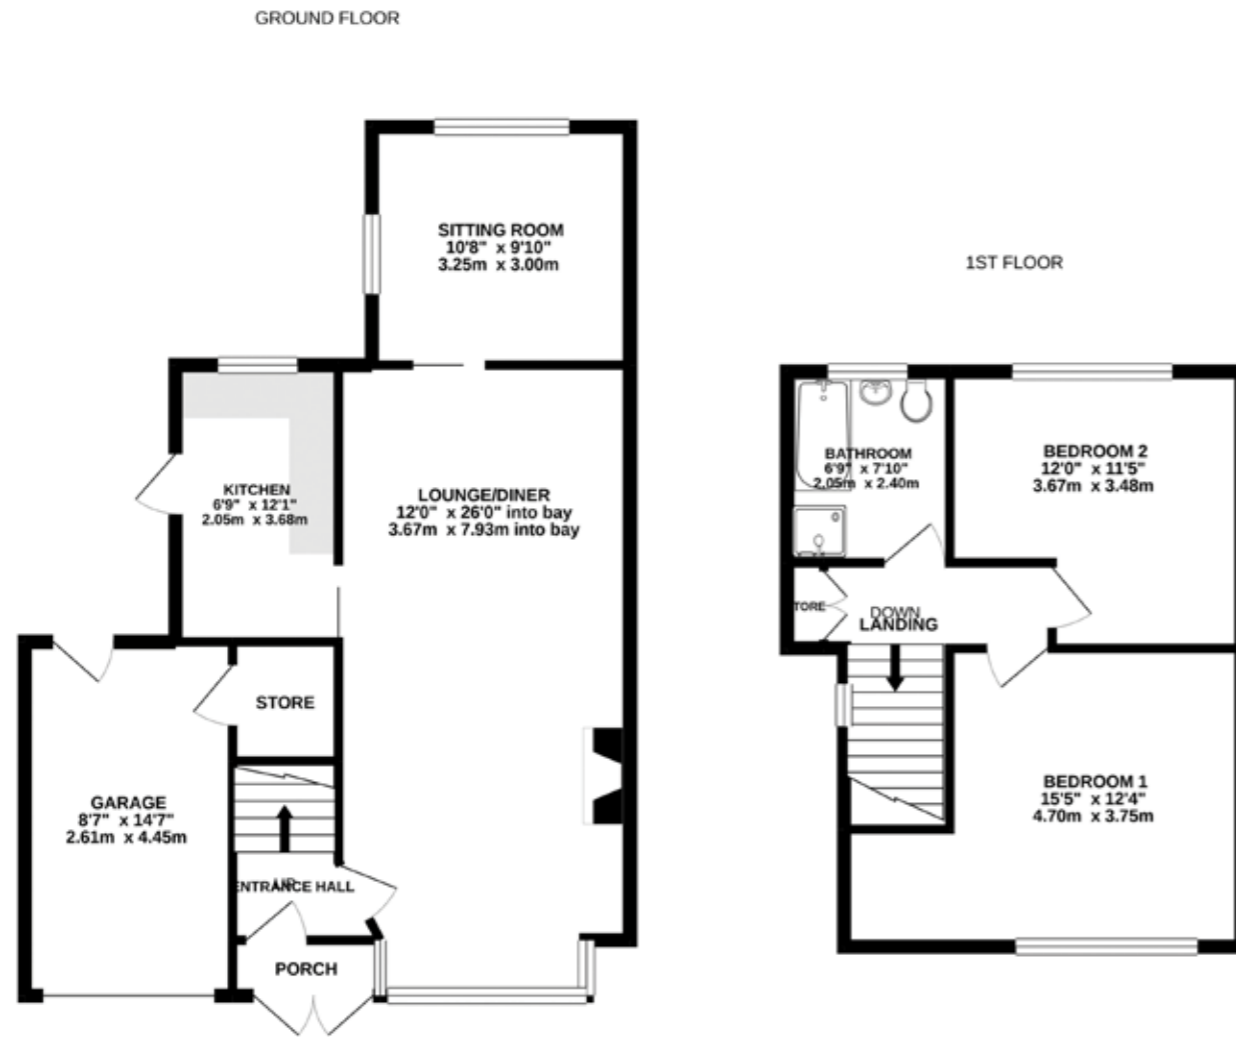 GROUND FLOOR
SITTING ROOM
10'8" x 9'10"
3.25m x 3.00m
KITCHEN
6'9" x 12'1"
2.05m x 3.68m
LOUNGE/DINER
12'0" x 26'0" into bay
3.67m x 7.93m into bay
STORE
GARAGE
8'7" x 14'7"
2.61m x 4.45m
UP
ENTRANCE HALL
PORCH
1ST FLOOR
BATHROOM
6'9" x 7'10"
2.05m x 2.40m
BEDROOM 2
12'0" x 11'5"
3.67m x 3.48m
TORE
DOWN
LANDING
BEDROOM 1
15'5" x 12'4"
4.70m x 3.75m